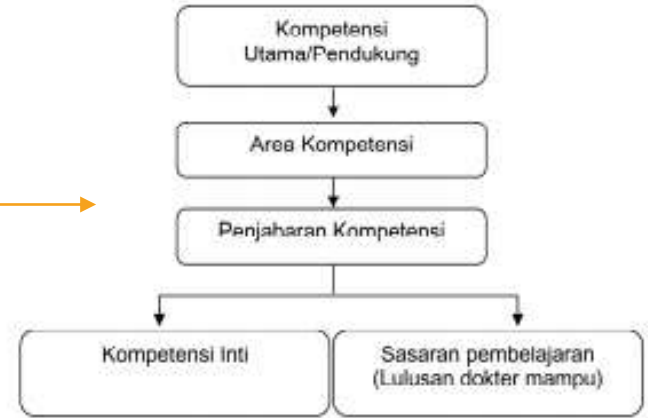 Kompetensi
Utama/Pendukung
Area Kompetensi
Penjabaran Kompetensi
Kompetensi Inti
Sasaran pembelajaran
(Lulusan dokter mampu)